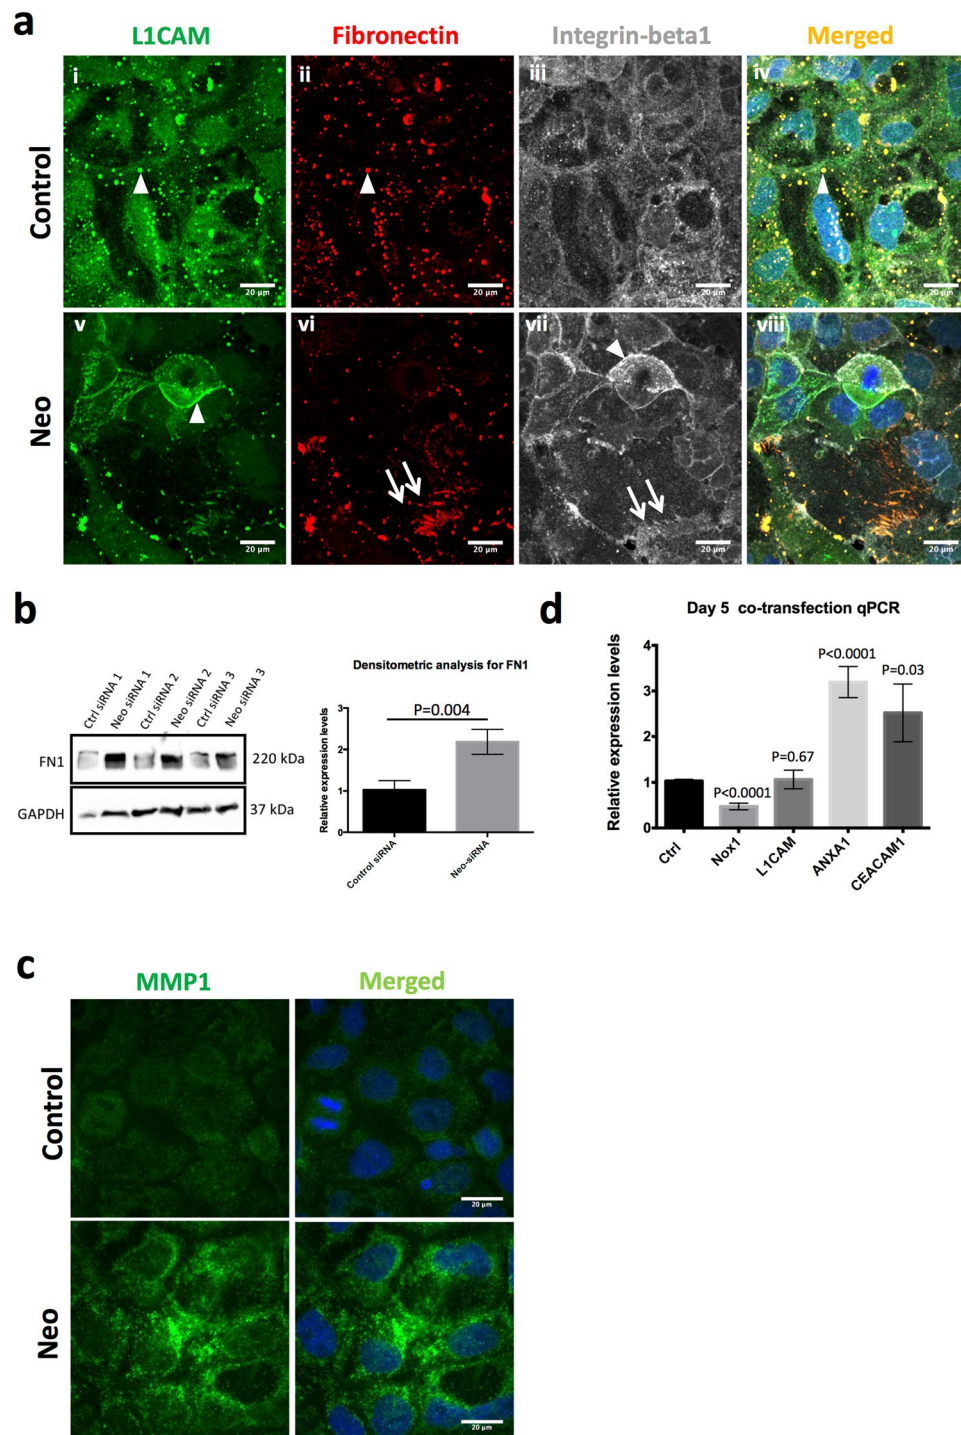 a
L1CAM Fibronectin Integrin-beta1 Merged
Control
i ii iii iv
20 µm 20 µm 20 µm 20 µm
Neo
v vi vii viii
20 µm 20 µm 20 µm 20 µm
b
Ctrl siRNA 1 Neo siRNA 1 Ctrl siRNA 2 Neo siRNA 2 Ctrl siRNA 3 Neo siRNA 3
FN1 220 kDa
GAPDH 37 kDa
Densitometric analysis for FN1
Relative expression levels
3
2
1
0
P=0.004
Control siRNA Neo-siRNA
d
Day 5 co-transfection qPCR
Relative expression levels
4
3
2
1
0
P<0.0001
P=0.67
P<0.0001
P=0.03
Ctrl Nox1 L1CAM ANXA1 CEACAM1
c
MMP1 Merged
Control
20 µm
Neo
20 µm